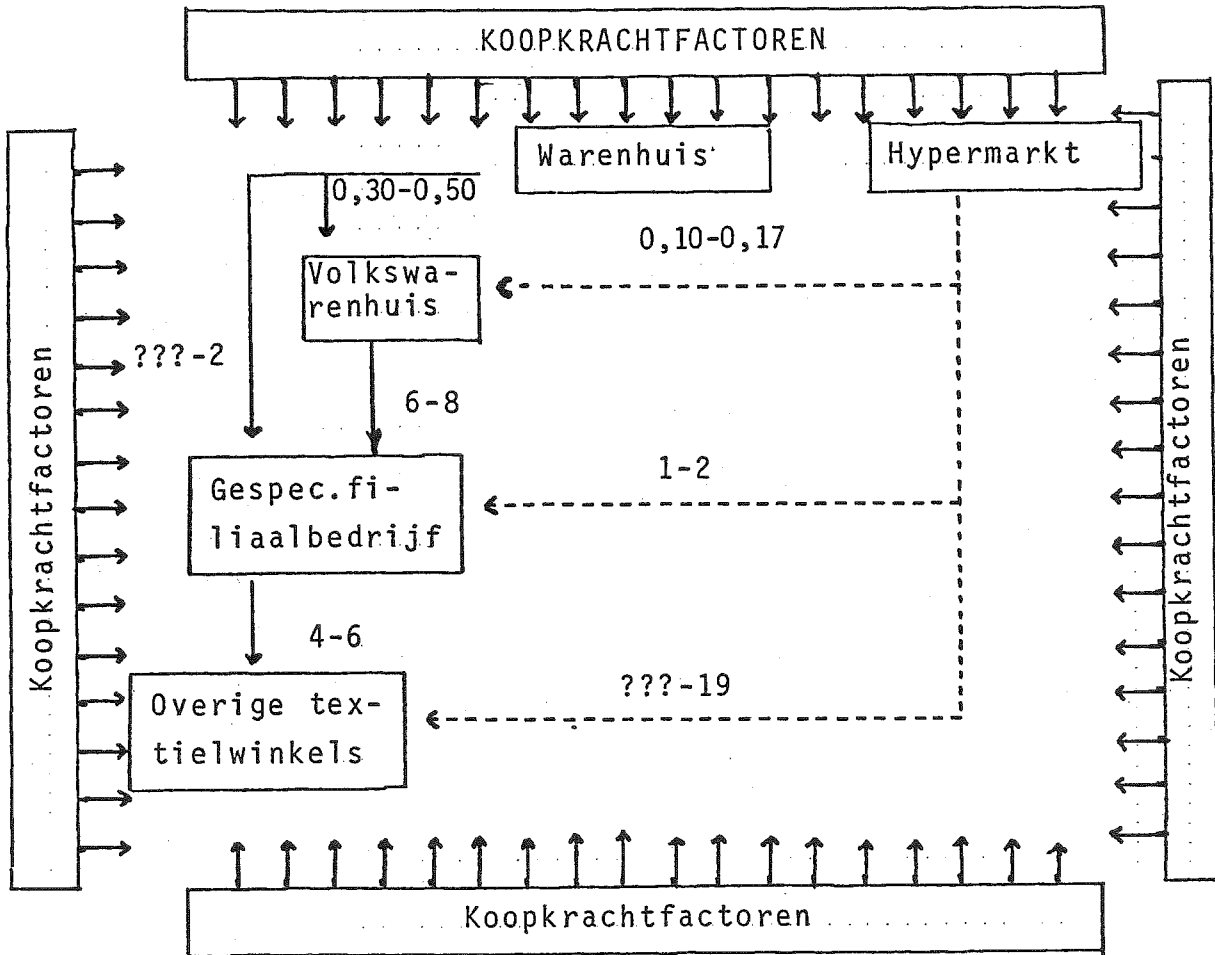 KOOPKRACHTFACTOREN
Warenhuis
Hypermarkt
0,30-0,50
0,10-0,17
Volkswa-
renhuis
???-2
6-8
Koopkrachtfactoren
Koopkrachtfactoren
1-2
Gespec.fi-
liaalbedrijf
4-6
???-19
Overige tex-
tielwinkels
Koopkrachtfactoren